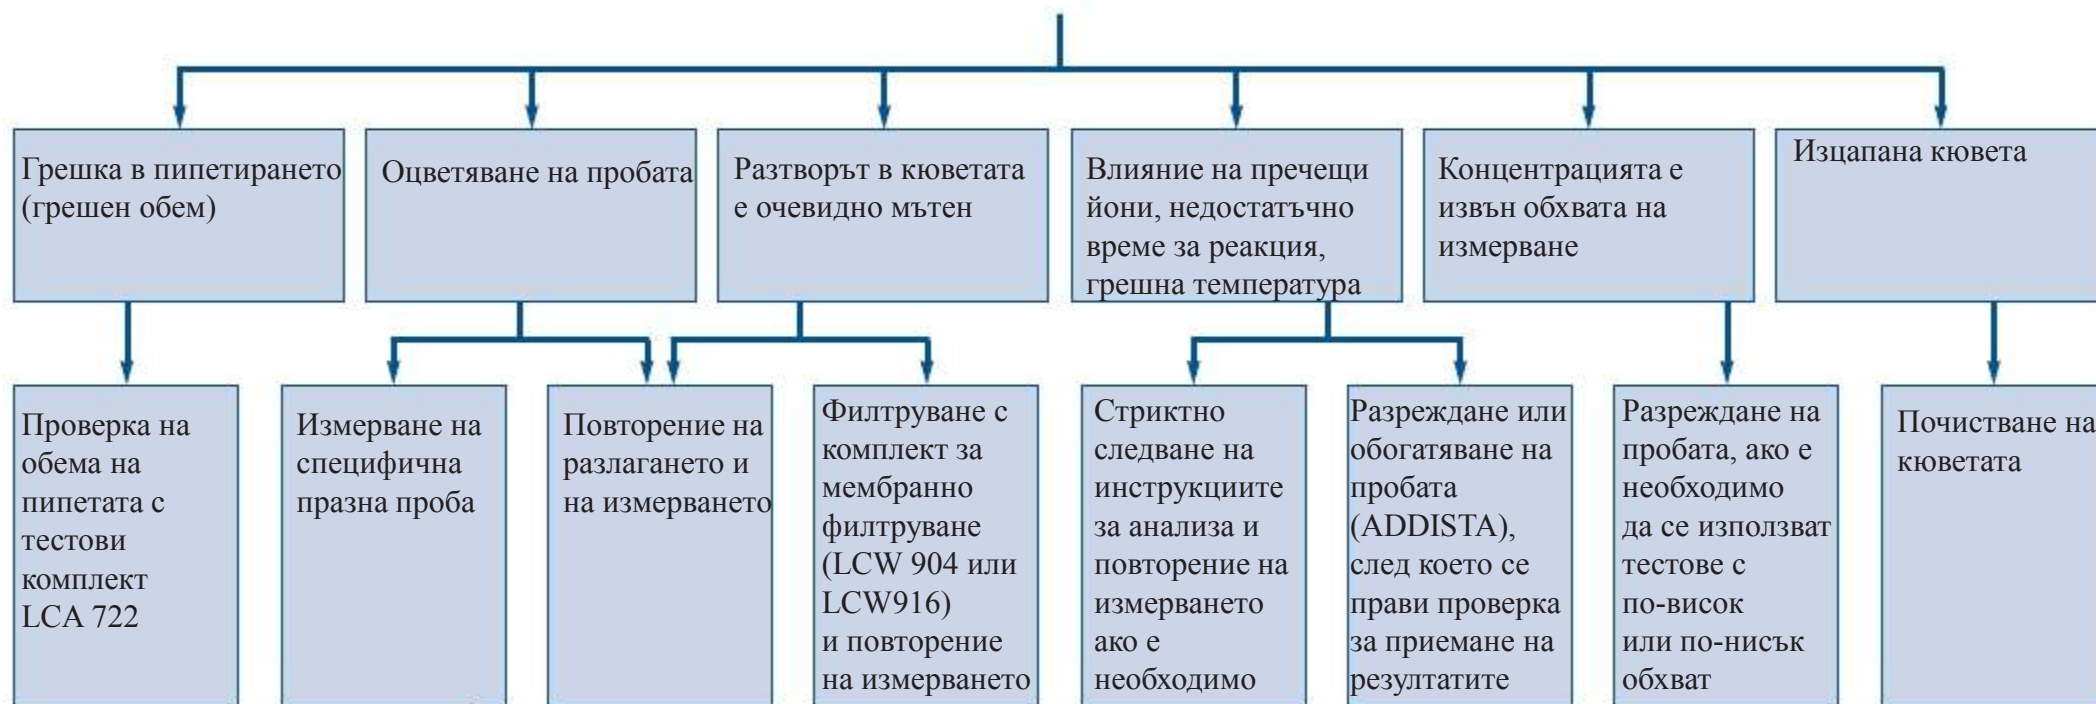 Грешка в пипетирането
(грешен обем)
Оцветяване на пробата
Разтворът в кюветата
е очевидно мътен
Влияние на пречещи
йони, недостатъчно
време за реакция,
грешна температура
Концентрацията е
извън обхвата на
измерване
Изцапана кювета
Проверка на
обема на
пипетата с
тестови
комплект
LCA 722
Измерване на
специфична
празна проба
Повторение на
разлагането и
на измерването
Филтруване с
комплект за
мембранно
филтруване
(LCW 904 или
LCW916)
и повторение
на измерването
Стриктно
следване на
инструкциите
за анализа и
повторение на
измерването
ако е
необходимо
Разреждане или
обогатяване на
пробата
(ADDISTA),
след което се
прави проверка
за приемане на
резултатите
Разреждане на
пробата, ако е
необходимо
да се използват
тестове с
по-висок
или по-нисък
обхват
Почистване на
кюветата